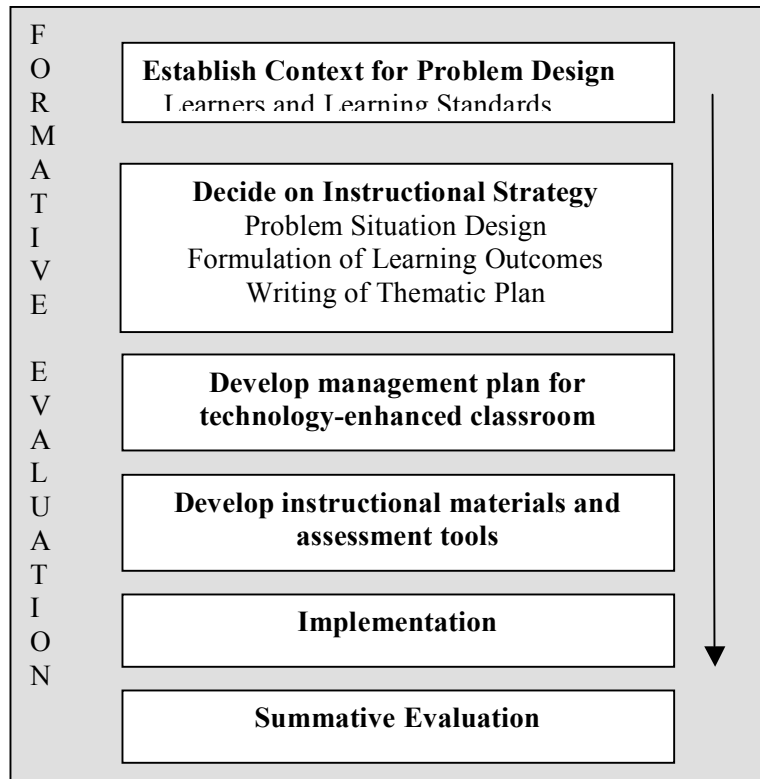 FORMATIVE EVALUATION
Establish Context for Problem Design
Learners and Learning Standards
Decide on Instructional Strategy
Problem Situation Design
Formulation of Learning Outcomes
Writing of Thematic Plan
Develop management plan for
technology-enhanced classroom
Develop instructional materials and
assessment tools
Implementation
Summative Evaluation